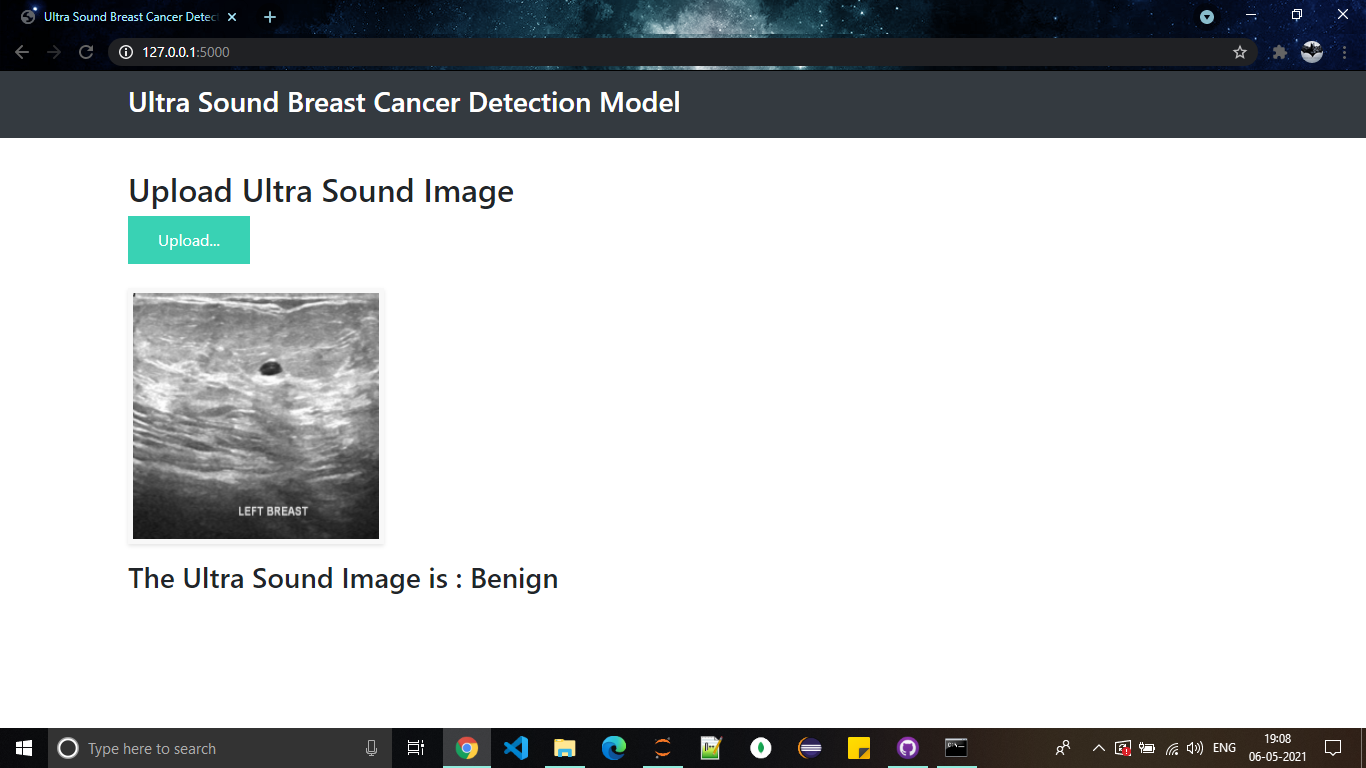 Ultra Sound Breast Cancer Detec
127.0.0.1:5000
Ultra Sound Breast Cancer Detection Model
Upload Ultra Sound Image
Upload...
LEFT BREAST
The Ultra Sound Image is : Benign
Type here to search
ENG
19:08
06-05-2021